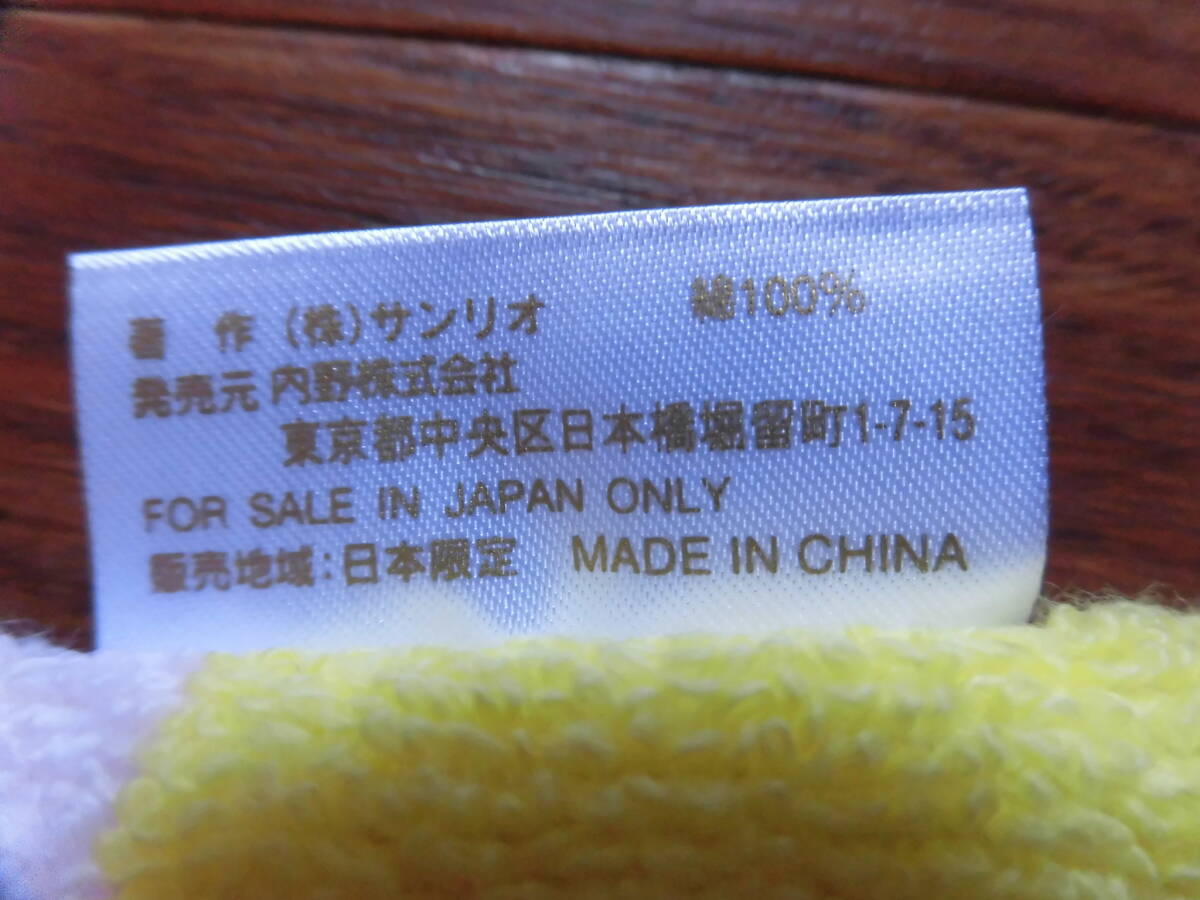 著　作 (株)サンリオ 綿100%
発売元 内野株式会社
東京都中央区日本橋堀留町1-7-15
FOR SALE IN JAPAN ONLY
販売地域:日本限定 MADE IN CHINA